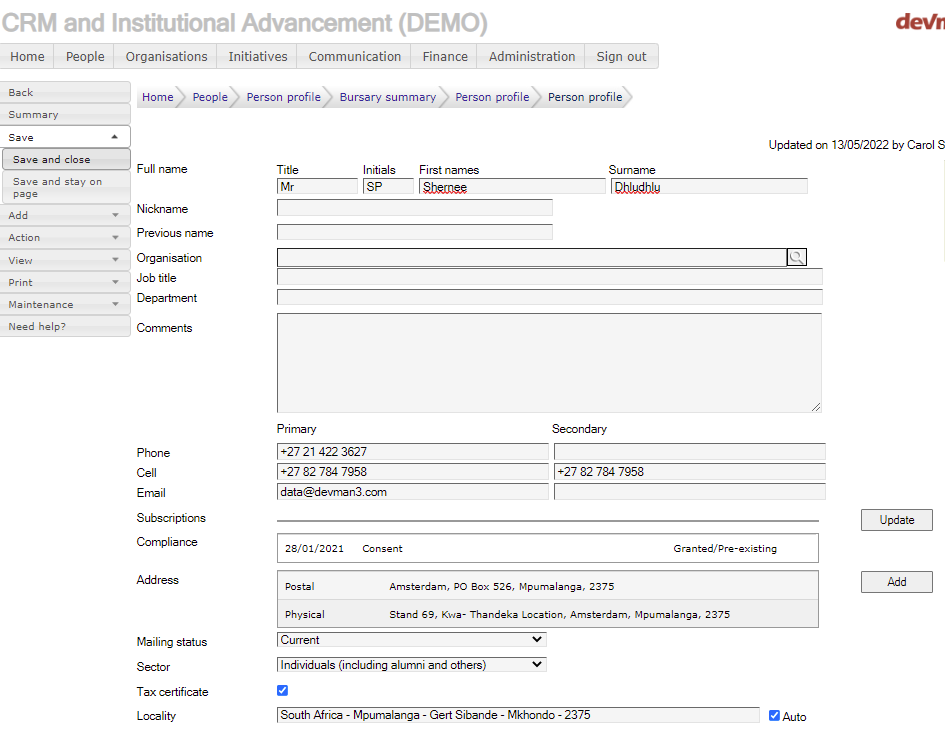 CRM and Institutional Advancement (DEMO)
Home People Organisations Initiatives Communication Finance Administration Sign out
Back
Summary
Save
Save and close
Save and stay on
page
Add
Action
View
Print
Maintenance
Need help?
Home People Person profile Bursary summary Person profile Person profile
Updated on 13/05/2022 by Carol S
Full name
Title Initials First names Surname
Mr SP Shernee Dhludhlu
Nickname
Previous name
Organisation
Job title
Department
Comments
Primary Secondary
Phone +27 21 422 3627
Cell +27 82 784 7958 +27 82 784 7958
Email data@devman3.com
Subscriptions Update
Compliance 28/01/2021 Consent Granted/Pre-existing
Address Postal Amsterdam, PO Box 526, Mpumalanga, 2375 Add
Physical Stand 69, Kwa- Thandeka Location, Amsterdam, Mpumalanga, 2375
Mailing status Current
Sector Individuals (including alumni and others)
Tax certificate
Locality South Africa - Mpumalanga - Gert Sibande - Mkhondo - 2375 Auto